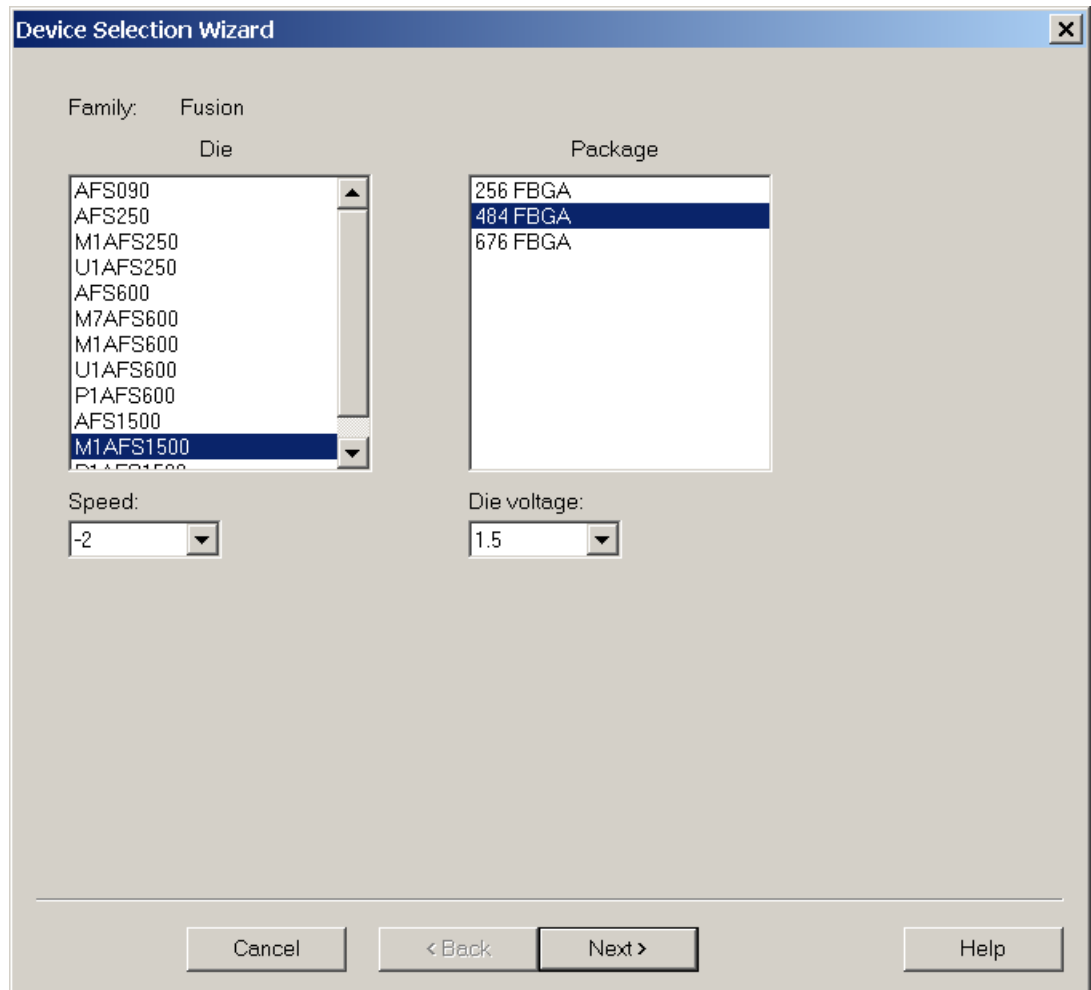 Device Selection Wizard
Family: Fusion
Die
AFS090
AFS250
M1AFS250
U1AFS250
AFS600
M7AFS600
M1AFS600
U1AFS600
P1AFS600
AFS1500
M1AFS1500
Package
256 FBGA
484 FBGA
676 FBGA
Speed:
-2
Die voltage:
1.5
Cancel
< Back
Next >
Help